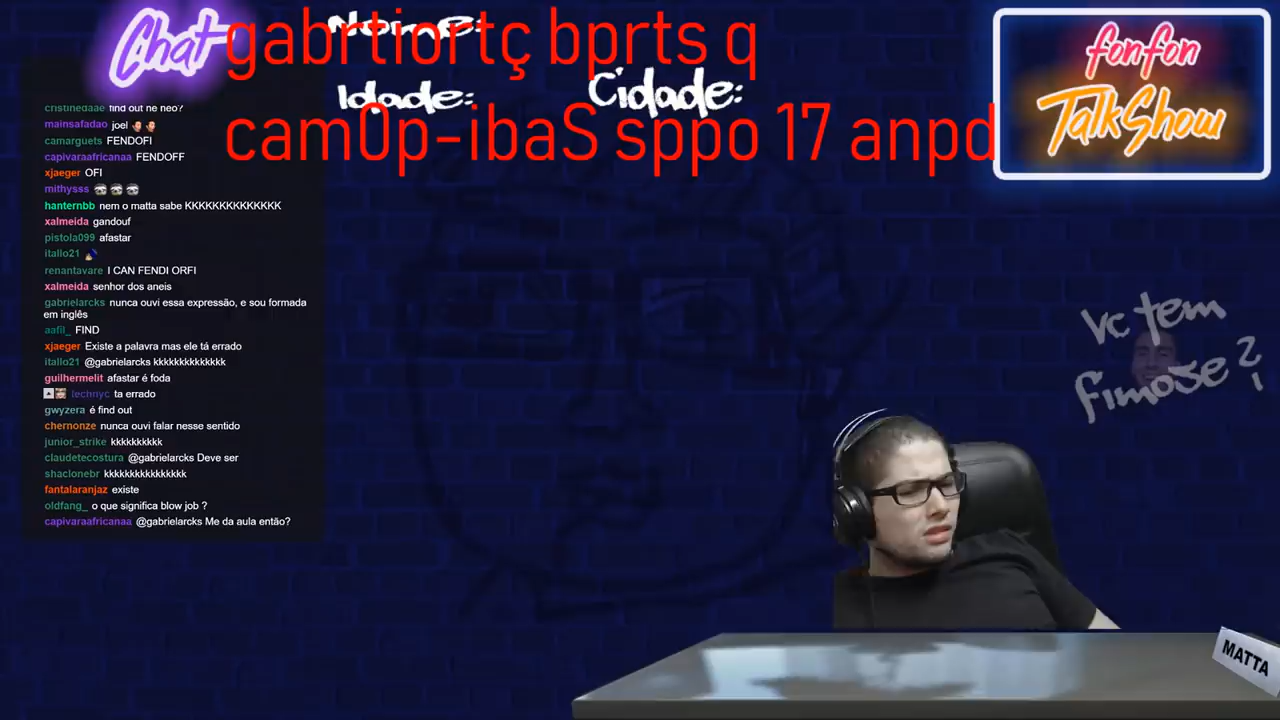 Chat
Nome:
gabrtiortç bprts q
Idade:
Cidade:
camOp-ibaS sppo 17 anpd
fonfon
TalkShow
cristinedaae find out ne neo?
mainsafadao joel
camarguets FENDOFI
capivaraafricanaa FENDOFF
xjaeger OFI
mithysss
hanternbb nem o matta sabe KKKKKKKKKKKKKK
xalmeida gandouf
pistola099 afastar
itallo21
renantavare I CAN FENDI ORFI
xalmeida senhor dos aneis
gabrielarcks nunca ouvi essa expressão, e sou formada
em inglês
aafil_ FIND
xjaeger Existe a palavra mas ele tá errado
itallo21 @gabrielarcks kkkkkkkkkkkkk
guilhermelit afastar é foda
technyc ta errado
gwyzera é find out
chernonze nunca ouvi falar nesse sentido
junior_strike kkkkkkkkkk
claudetecostura @gabrielarcks Deve ser
shaclonebr kkkkkkkkkkkkkkk
fantalaranjaz existe
oldfang_ o que significa blow job ?
capivaraafricanaa @gabrielarcks Me da aula então?
vc tem
fimose?
MATTA